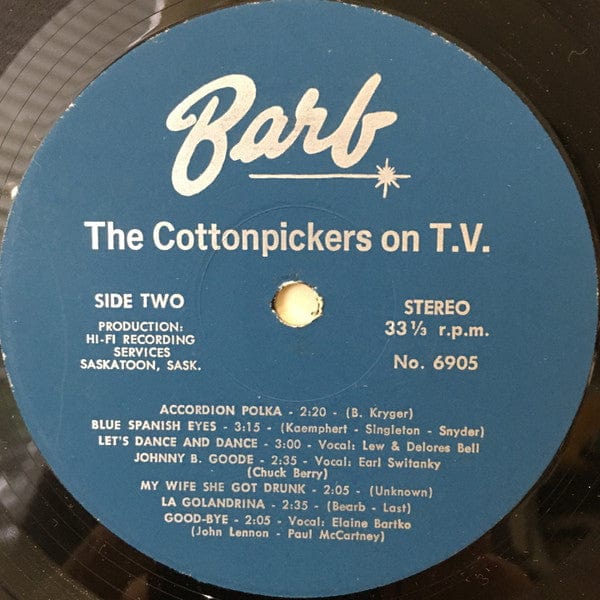 Barb
The Cottonpickers on T.V.
SIDE TWO
PRODUCTION:
HI-FI RECORDING
SERVICES
SASKATOON, SASK.
STEREO
33 ⅓ r.p.m.
No. 6905
ACCORDION POLKA - 2:20 - (B. Kryger)
BLUE SPANISH EYES - 3:15 - (Kaemphert - Singleton - Snyder)
LET'S DANCE AND DANCE - 3:00 - Vocal: Lew & Delores Bell
JOHNNY B. GOODE - 2:35 - Vocal: Earl Switanky
(Chuck Berry)
MY WIFE SHE GOT DRUNK - 2:05 - (Unknown)
LA GOLANDRINA - 2:35 - (Bearb - Last)
GOOD-BYE - 2:05 - Vocal: Elaine Bartko
(John Lennon - Paul McCartney)